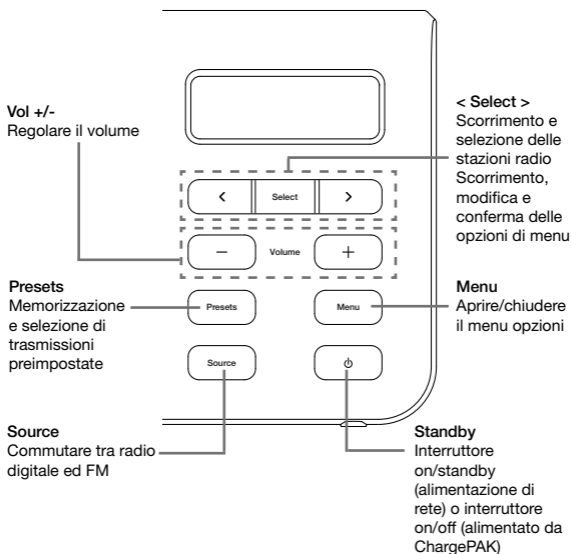 Vol +/-
Regolare il volume
< Select >
Scorrimento e
selezione delle
stazioni radio
Scorrimento,
modifica e
conferma delle
opzioni di menu
< Select >
− Volume +
Presets
Memorizzazione
e selezione di
trasmissioni
preimpostate
Presets
Menu
Menu
Aprire/chiudere
il menu opzioni
Source
Source
Commutare tra radio
digitale ed FM
Standby
Interruttore
on/standby
(alimentazione di
rete) o interruttore
on/off (alimentato da
ChargePAK)